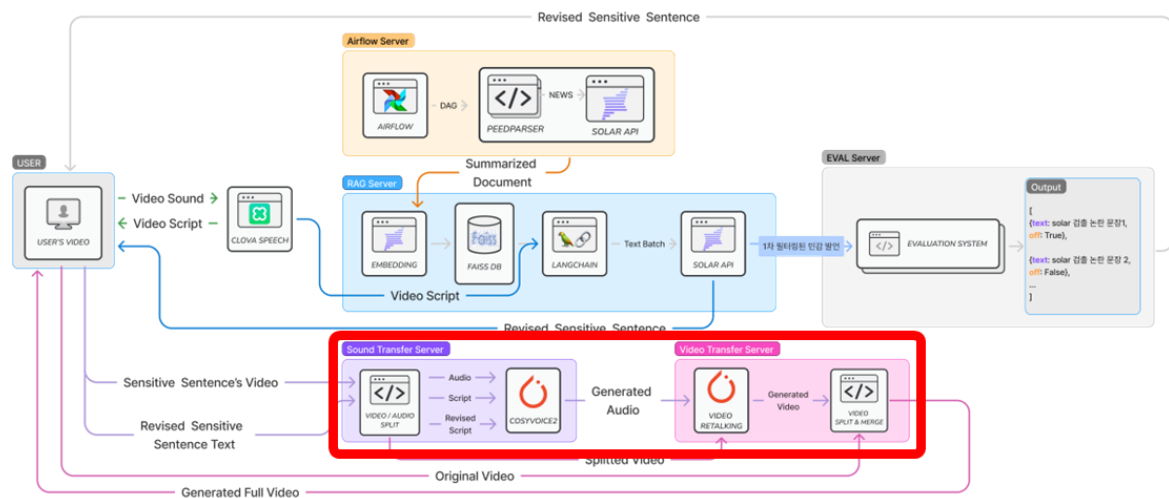 Revised Sensitive Sentence
Airflow Server
AIRFLOW
DAG
PEEDPARSER
NEWS
SOLAR API
Summarized
Document
USER
USER'S VIDEO
Video Sound
Video Script
CLOVA SPEECH
RAG Server
EMBEDDING
Faiss
FAISS DB
LANGCHAIN
Text Batch
SOLAR API
1차 필터링된 민감 발언
Video Script
Revised Sensitive Sentence
EVAL Server
EVALUATION SYSTEM
Output
[
{text: solar 검출 논란 문장1,
off: True},
{text: solar 검출 논란 문장 2,
off: False},
...
]
Sound Transfer Server
VIDEO / AUDIO
SPLIT
Audio
Script
Revised
Script
COSYVOICE2
Generated
Audio
Video Transfer Server
VIDEO
RETALKING
Generated
Video
VIDEO
SPLIT & MERGE
Sensitive Sentence's Video
Revised Sensitive
Sentence Text
Splitted Video
Original Video
Generated Full Video